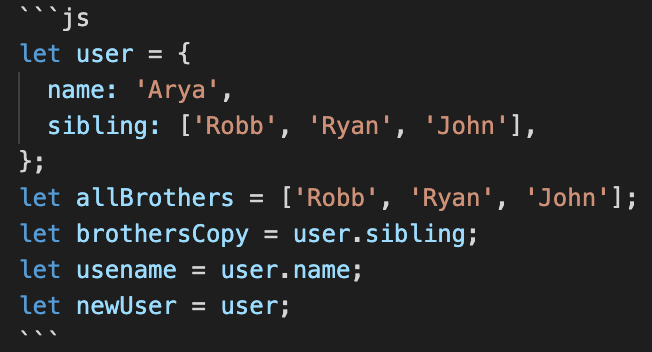 ```js
let user = {
  name: 'Arya',
  sibling: ['Robb', 'Ryan', 'John'],
};
let allBrothers = ['Robb', 'Ryan', 'John'];
let brothersCopy = user.sibling;
let usename = user.name;
let newUser = user;
```